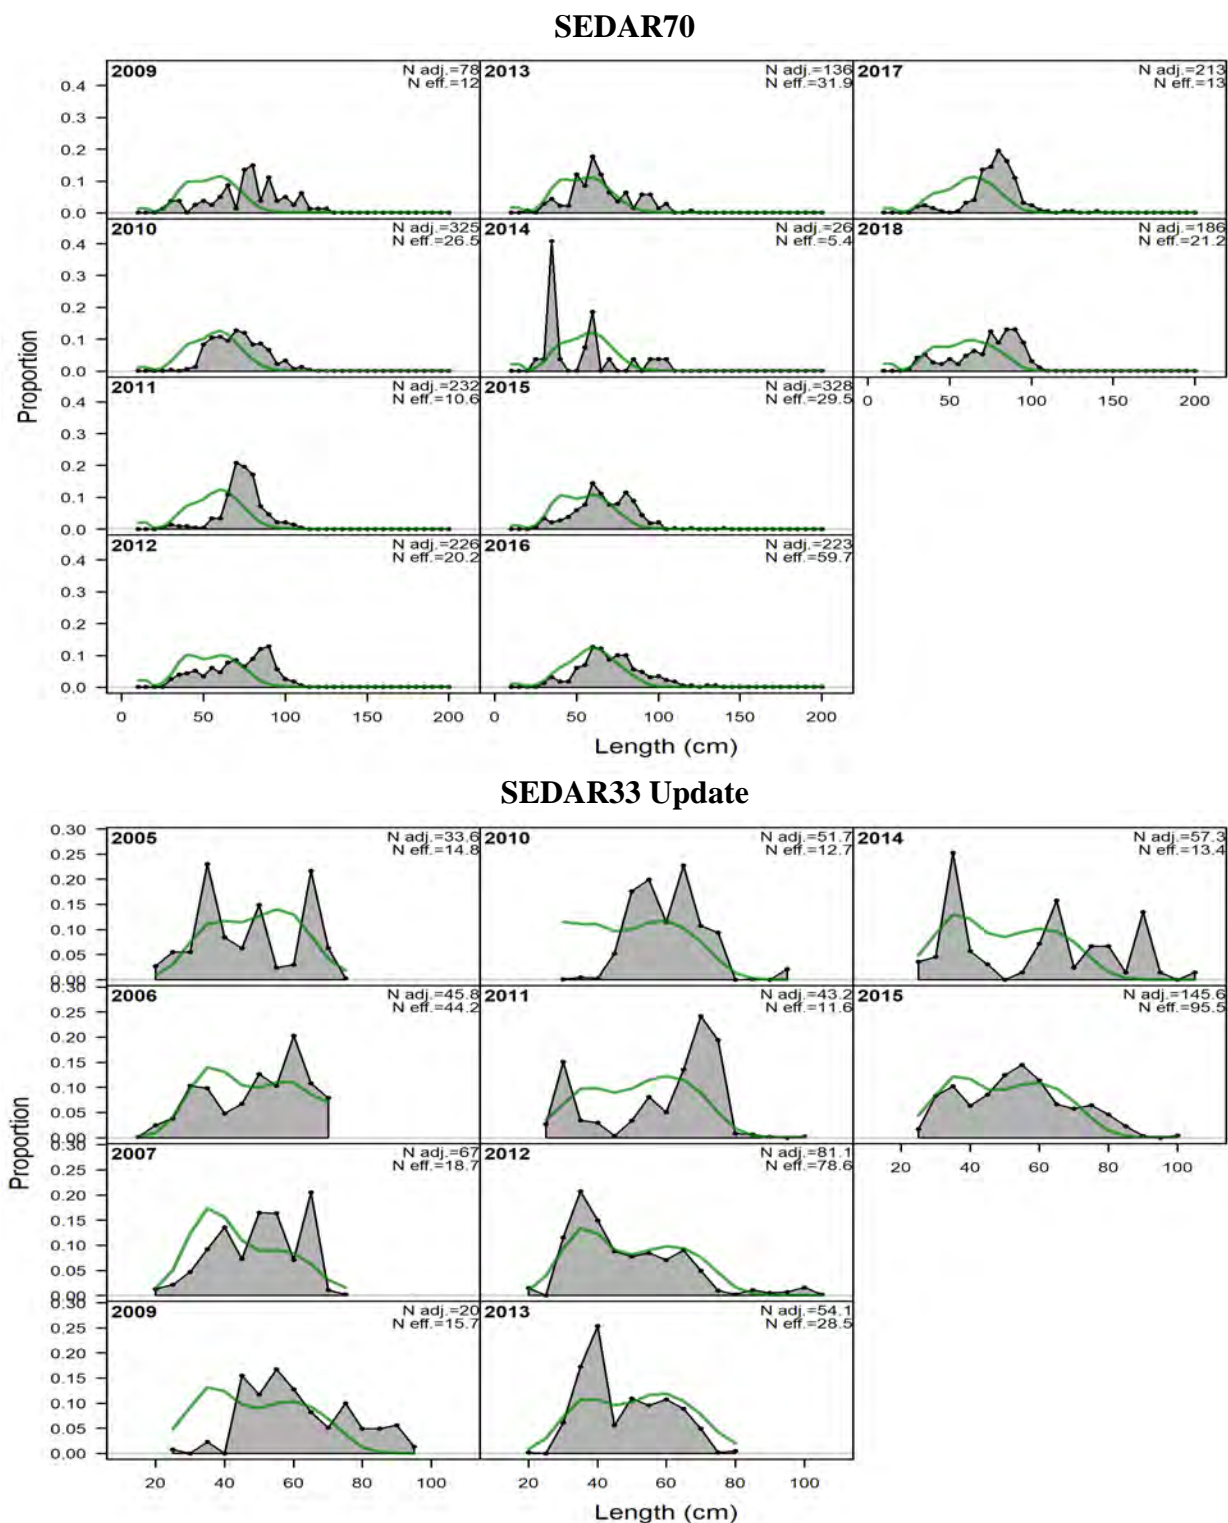 SEDAR70
2009 N adj.=78 N eff.=12
2013 N adj.=136 N eff.=31.9
2017 N adj.=213 N eff.=13
0.4
0.3
0.2
0.1
0.0
2010 N adj.=325 N eff.=26.5
2014 N adj.=26 N eff.=5.4
2018 N adj.=186 N eff.=21.2
0.4
0.3
0.2
0.1
0.0
0 50 100 150 200
2011 N adj.=232 N eff.=10.6
2015 N adj.=328 N eff.=29.5
0.4
0.3
0.2
0.1
0.0
2012 N adj.=226 N eff.=20.2
2016 N adj.=223 N eff.=59.7
0.4
0.3
0.2
0.1
0.0
0 50 100 150 200
0 50 100 150 200
Proportion
Length (cm)
SEDAR33 Update
2005 N adj.=33.6 N eff.=14.8
2010 N adj.=51.7 N eff.=12.7
2014 N adj.=57.3 N eff.=13.4
0.30
0.25
0.20
0.15
0.10
0.05
0.00
2006 N adj.=45.8 N eff.=44.2
2011 N adj.=43.2 N eff.=11.6
2015 N adj.=145.6 N eff.=95.5
0.30
0.25
0.20
0.15
0.10
0.05
0.00
20 40 60 80 100
2007 N adj.=67 N eff.=18.7
2012 N adj.=81.1 N eff.=78.6
0.30
0.25
0.20
0.15
0.10
0.05
0.00
2009 N adj.=20 N eff.=15.7
2013 N adj.=54.1 N eff.=28.5
0.30
0.25
0.20
0.15
0.10
0.05
0.00
20 40 60 80 100
20 40 60 80 100
Proportion
Length (cm)